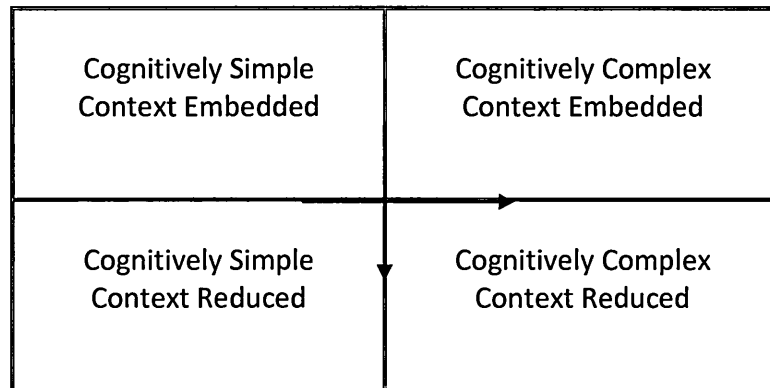 Cognitively Simple
Context Embedded
Cognitively Complex
Context Embedded
Cognitively Simple
Context Reduced
Cognitively Complex
Context Reduced